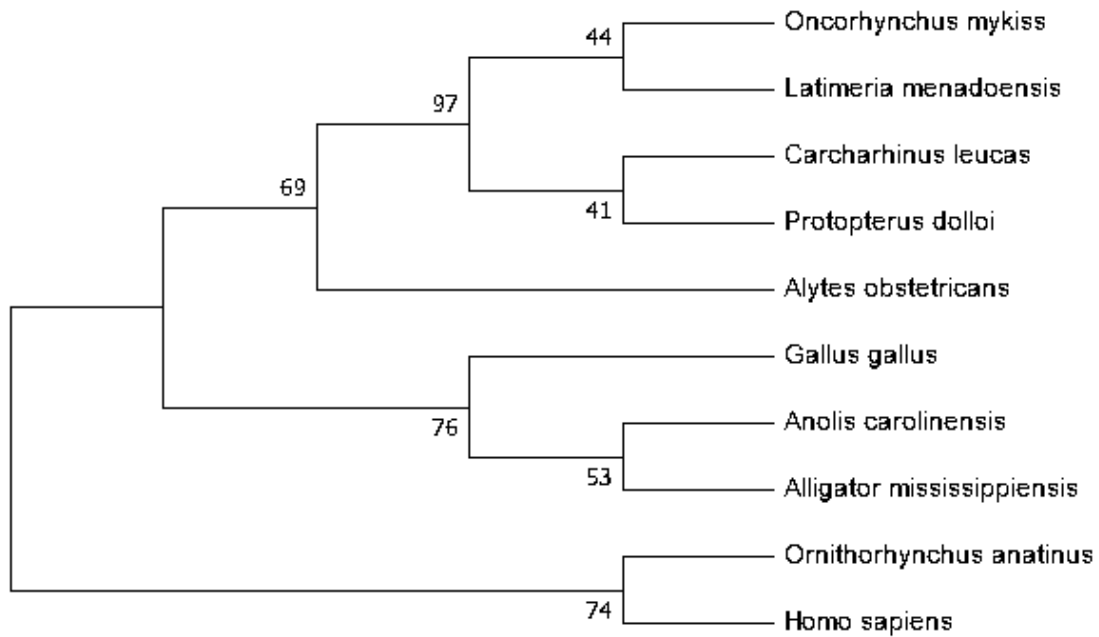 Oncorhynchus mykiss
44
Latimeria menadoensis
97
Carcharhinus leucas
69
41
Protopterus dolloi
Alytes obstetricans
Gallus gallus
Anolis carolinensis
76
53
Alligator mississippiensis
Ornithorhynchus anatinus
74
Homo sapiens